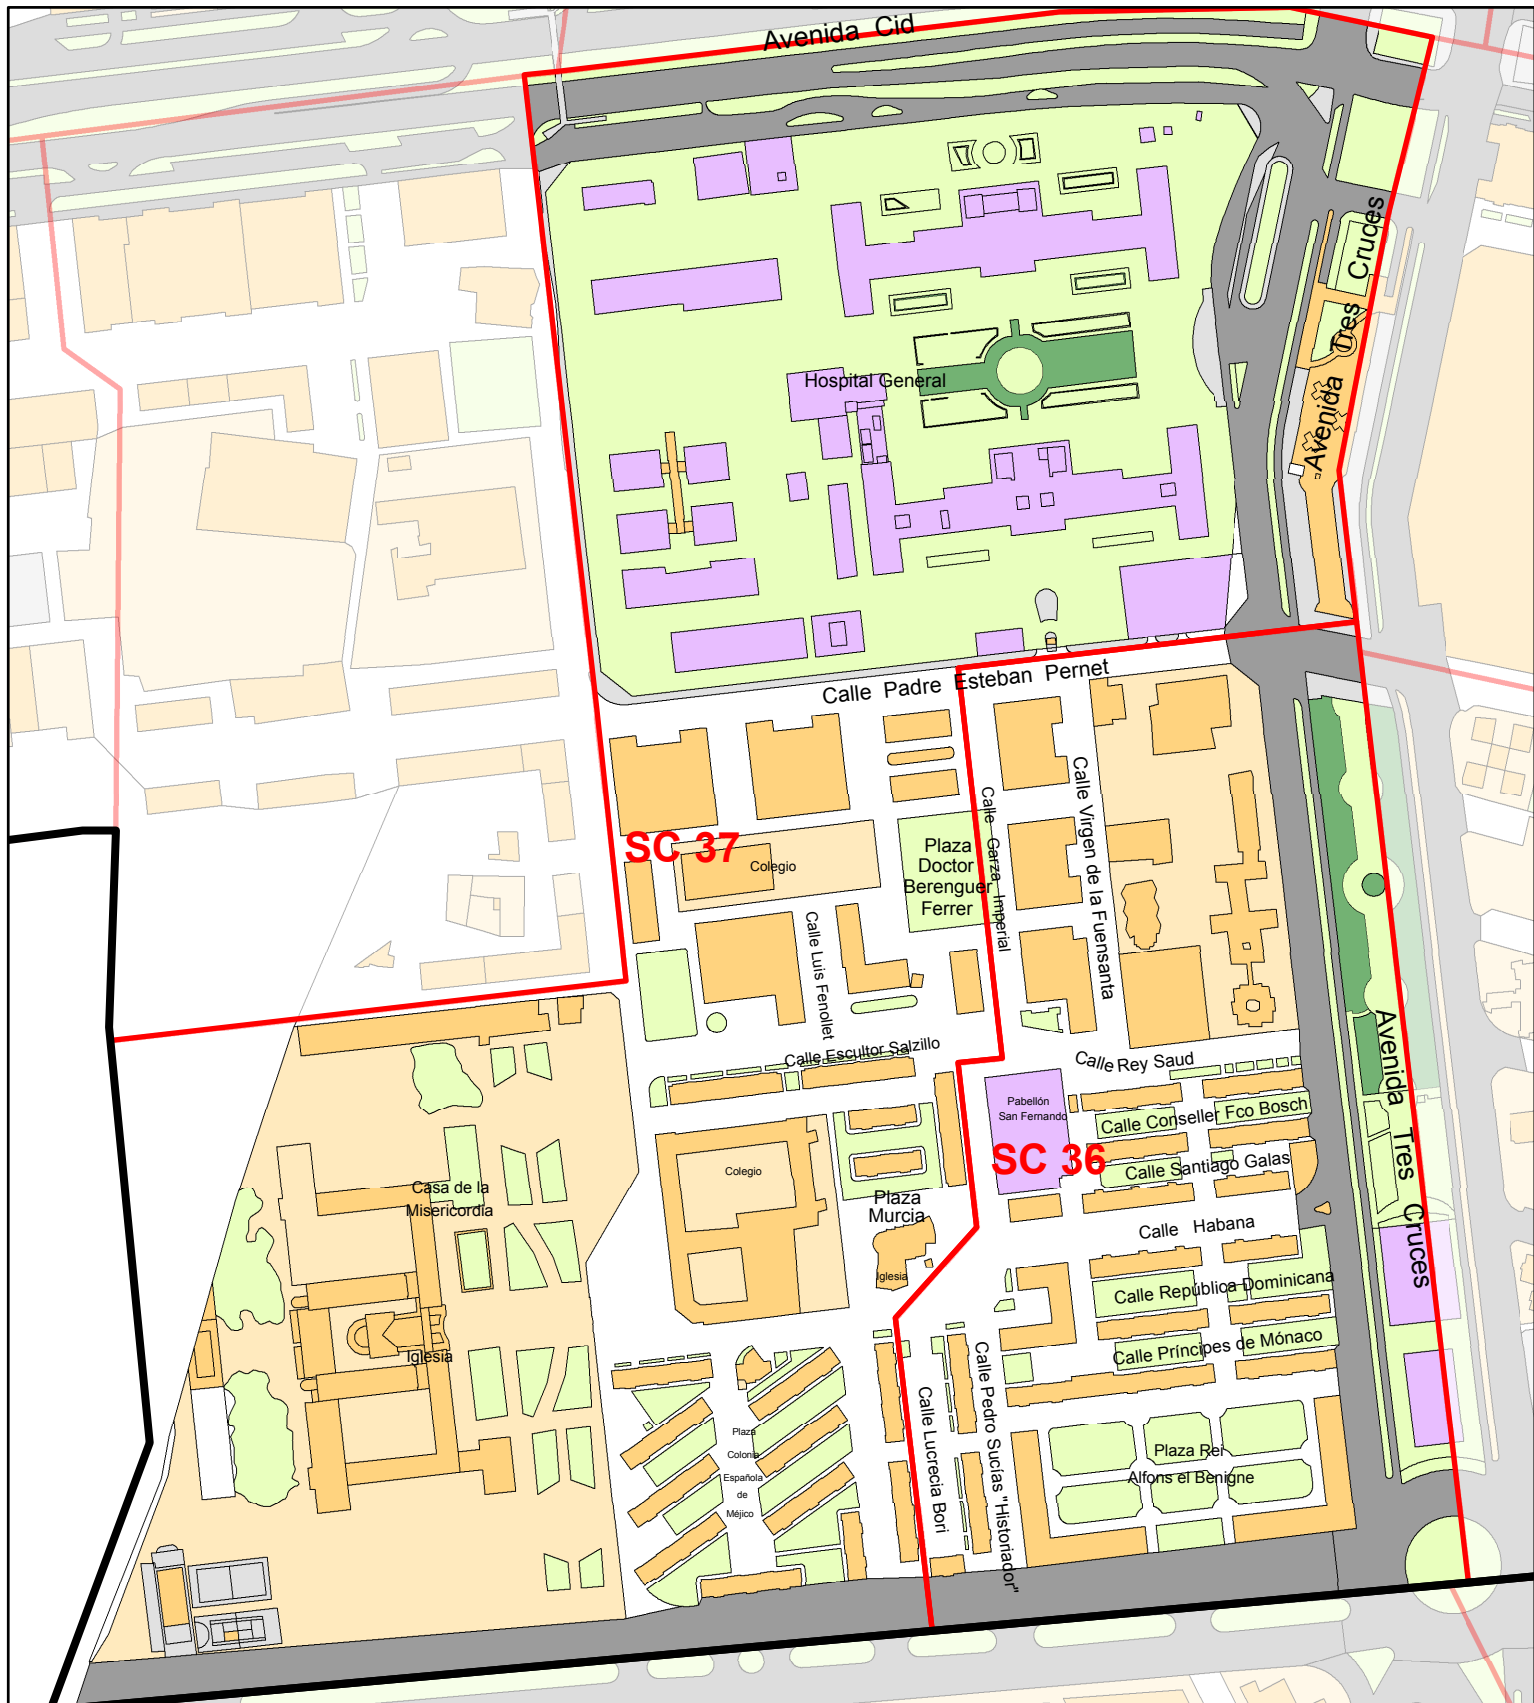 Avenida Cid
Avenida Tres Cruces
Hospital General
Calle Padre Esteban Pernet
Calle Virgen de la Fuensanta
Calle Garza Imperial
SC 37
Colegio
Plaza
Doctor
Berenguer
Ferrer
Calle Luis Fenollet
Calle Escultor Salzillo
Calle Rey Saud
Avenida Tres Cruces
Pabellón
San Fernando
Calle Conseller Fco Bosch
SC 36
Calle Santiago Galas
Colegio
Casa de la
Misericordia
Plaza
Murcia
Calle Habana
Iglesia
Calle República Dominicana
Calle Príncipes de Mónaco
Iglesia
Calle Lucrecia Bori
Calle Pedro Sucías "Historiador"
Plaza
Colonia
Española
de
Méjico
Plaza Rei
Alfons el Benigne